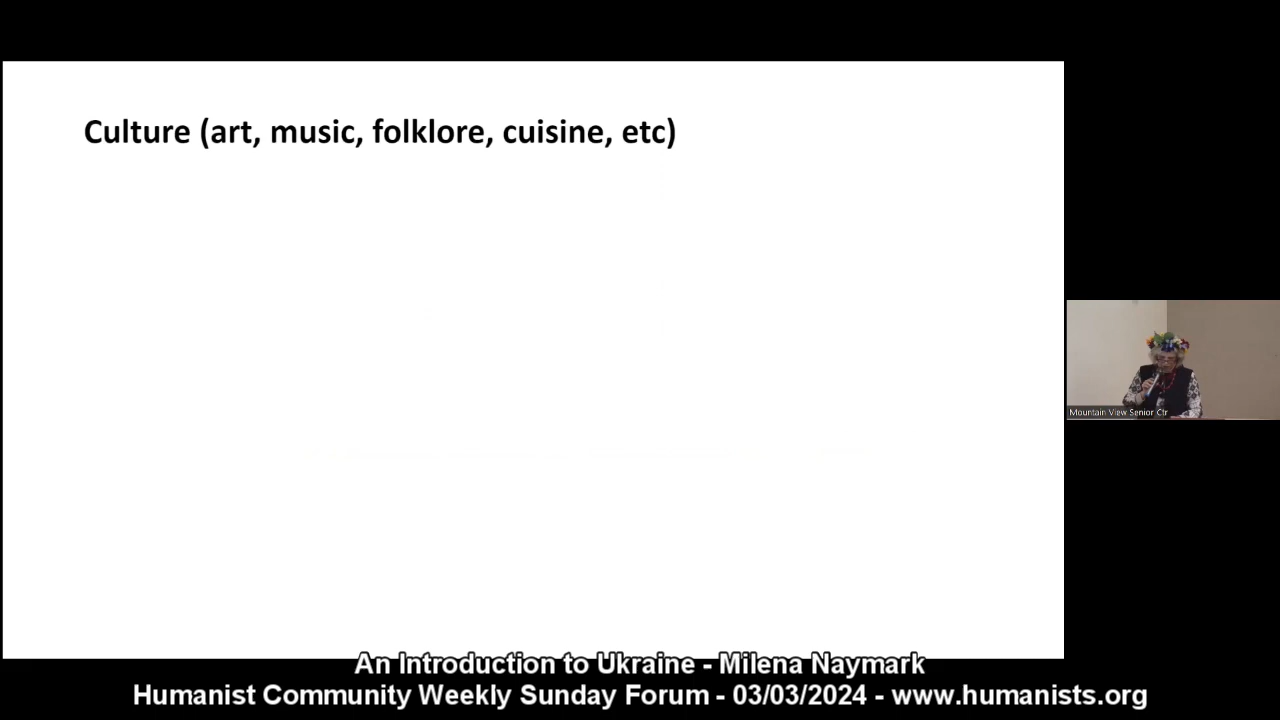 Culture (art, music, folklore, cuisine, etc)
Mountain View Senior Ctr
An Introduction to Ukraine - Milena Naymark
Humanist Community Weekly Sunday Forum - 03/03/2024 - www.humanists.org